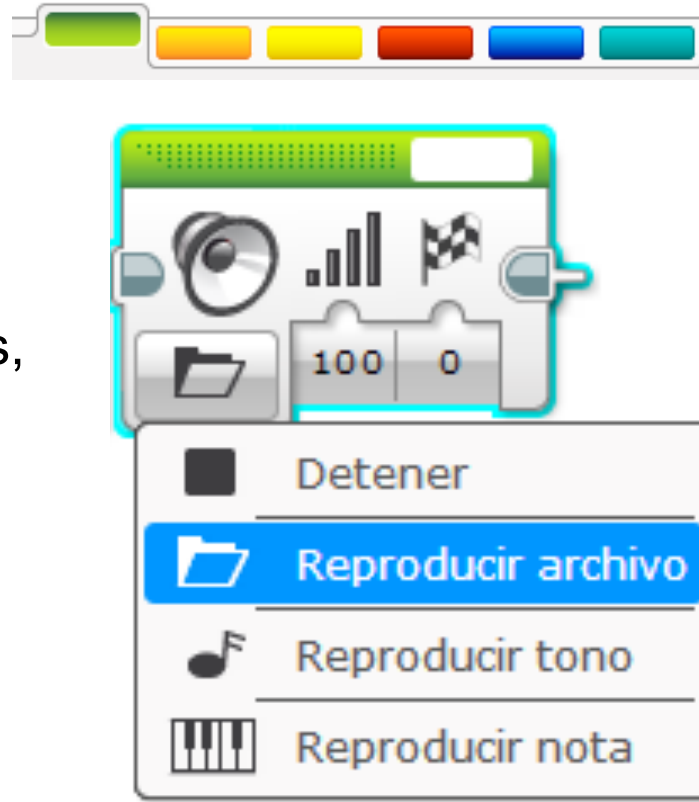 s,
100 0
Detener
Reproducir archivo
Reproducir tono
Reproducir nota